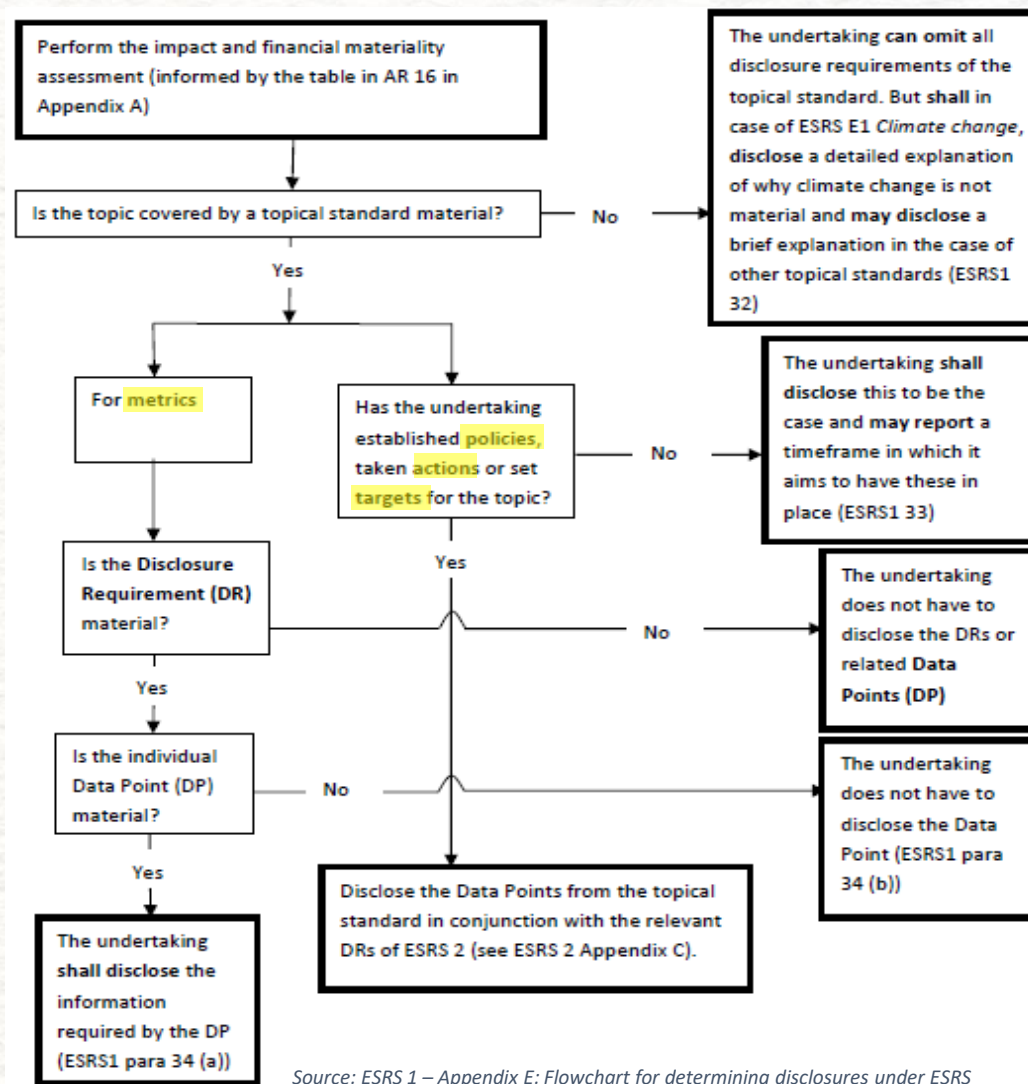 Perform the impact and financial materiality
assessment (informed by the table in AR 16 in
Appendix A)
The undertaking can omit all
disclosure requirements of the
topical standard. But shall in
case of ESRS E1 Climate change,
disclose a detailed explanation
of why climate change is not
material and may disclose a
brief explanation in the case of
other topical standards (ESRS1
32)
Is the topic covered by a topical standard material?
No
Yes
For metrics
Has the undertaking
established policies,
taken actions or set
targets for the topic?
No
The undertaking shall
disclose this to be the
case and may report a
timeframe in which it
aims to have these in
place (ESRS1 33)
Yes
Is the Disclosure
Requirement (DR)
material?
No
The undertaking
does not have to
disclose the DRs or
related Data
Points (DP)
Yes
Is the individual
Data Point (DP)
material?
No
The undertaking
does not have to
disclose the Data
Point (ESRS1 para
34 (b))
Yes
Disclose the Data Points from the topical
standard in conjunction with the relevant
DRs of ESRS 2 (see ESRS 2 Appendix C).
The undertaking
shall disclose the
information
required by the DP
(ESRS1 para 34 (a))
Source: ESRS 1 – Appendix E: Flowchart for determining disclosures under ESRS